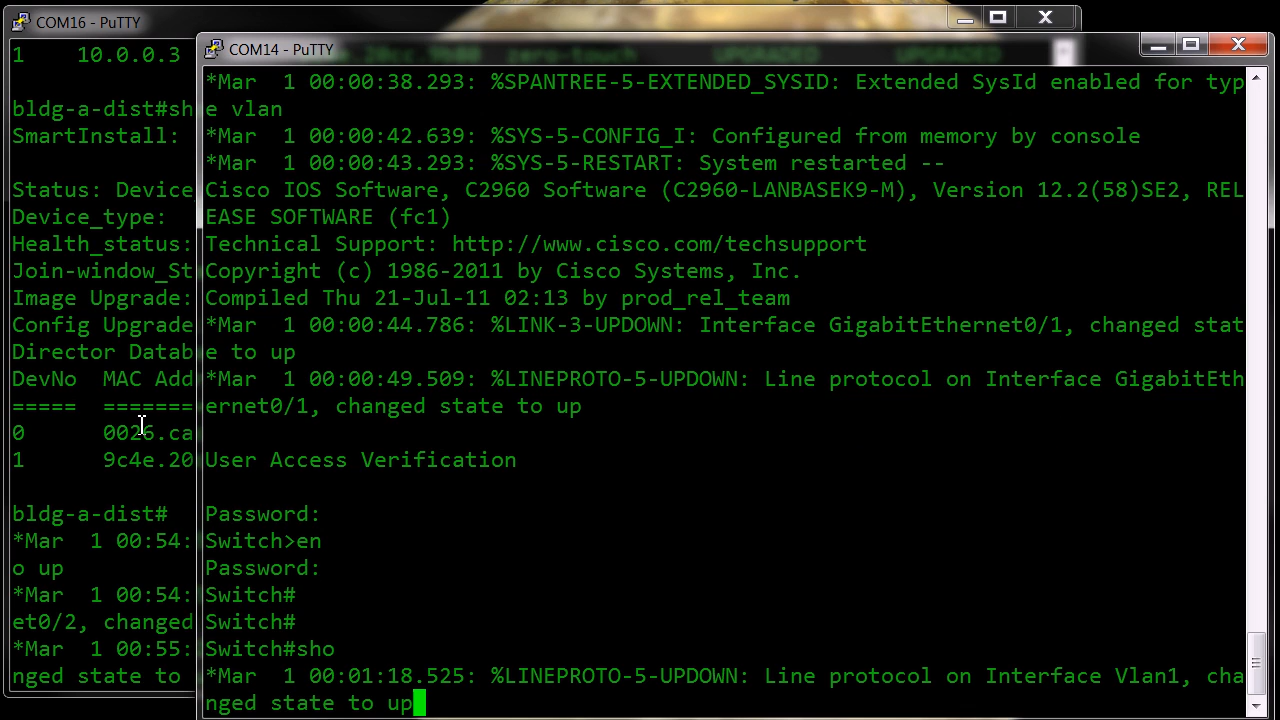 COM16 - PuTTY
1 10.0.0.3
bldg-a-dist#sh
SmartInstall:
Status: Device
Device_type:
Health_status:
Join-window_St
Image Upgrade:
Config Upgrade
Director Datab
DevNo MAC Add
===== =======
0 0026.ca
1 9c4e.20
bldg-a-dist#
*Mar 1 00:54:
o up
*Mar 1 00:54:
et0/2, changed
*Mar 1 00:55:
nged state to
COM14 - PuTTY
*Mar 1 00:00:38.293: %SPANTREE-5-EXTENDED_SYSID: Extended SysId enabled for typ
e vlan
*Mar 1 00:00:42.639: %SYS-5-CONFIG_I: Configured from memory by console
*Mar 1 00:00:43.293: %SYS-5-RESTART: System restarted --
Cisco IOS Software, C2960 Software (C2960-LANBASEK9-M), Version 12.2(58)SE2, REL
EASE SOFTWARE (fc1)
Technical Support: http://www.cisco.com/techsupport
Copyright (c) 1986-2011 by Cisco Systems, Inc.
Compiled Thu 21-Jul-11 02:13 by prod_rel_team
*Mar 1 00:00:44.786: %LINK-3-UPDOWN: Interface GigabitEthernet0/1, changed stat
e to up
*Mar 1 00:00:49.509: %LINEPROTO-5-UPDOWN: Line protocol on Interface GigabitEth
ernet0/1, changed state to up
User Access Verification
Password:
Switch>en
Password:
Switch#
Switch#
Switch#sho
*Mar 1 00:01:18.525: %LINEPROTO-5-UPDOWN: Line protocol on Interface Vlan1, cha
nged state to up